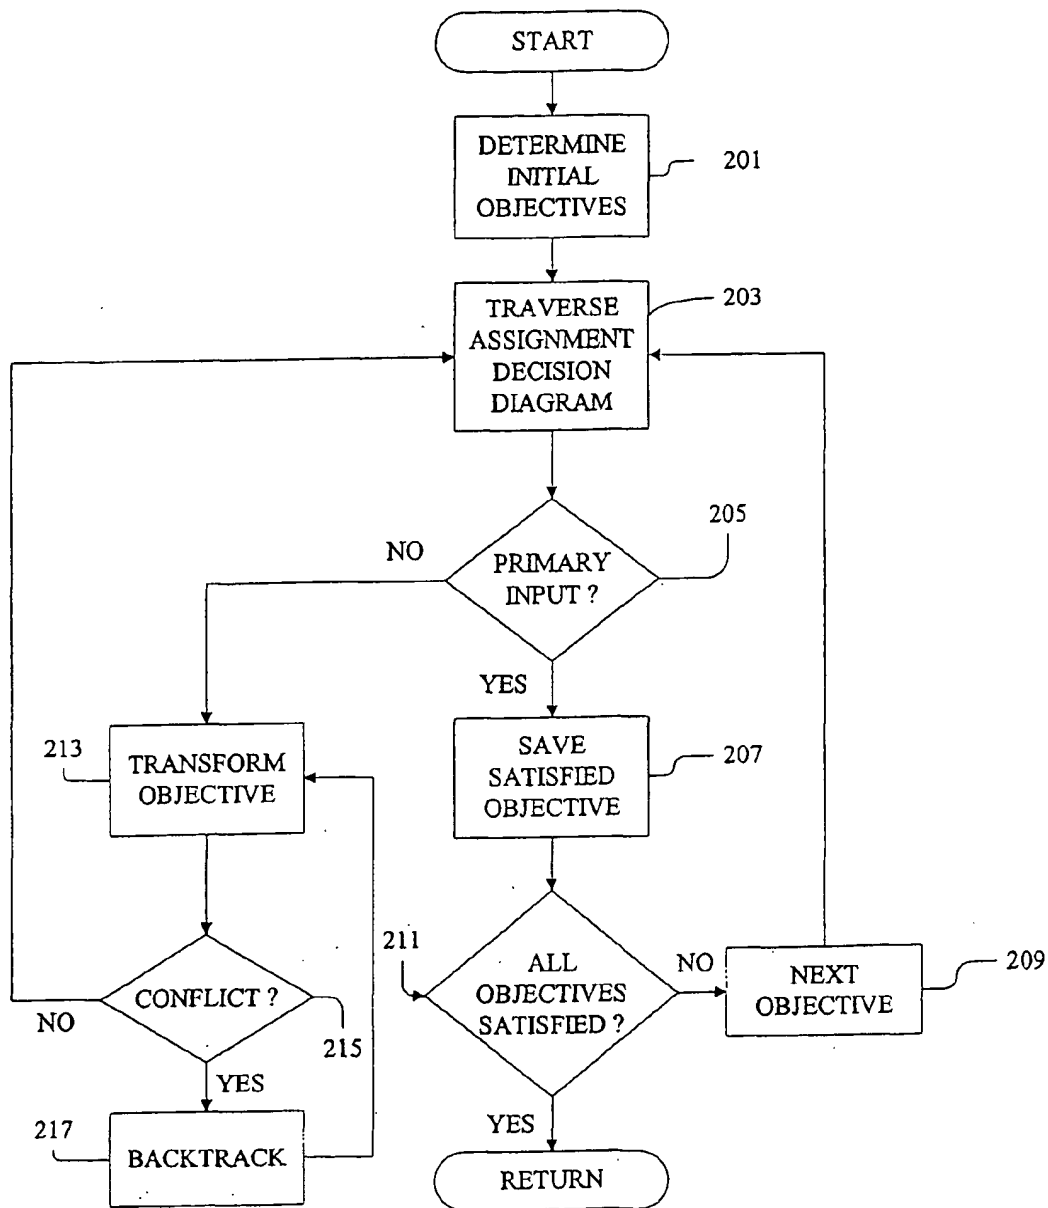 START
DETERMINE
INITIAL
OBJECTIVES
201
TRAVERSE
ASSIGNMENT
DECISION
DIAGRAM
203
205
NO
PRIMARY
INPUT ?
YES
213
TRANSFORM
OBJECTIVE
SAVE
SATISFIED
OBJECTIVE
207
211
ALL
OBJECTIVES
SATISFIED ?
NO
NEXT
OBJECTIVE
209
CONFLICT ?
NO
215
YES
217
BACKTRACK
YES
RETURN